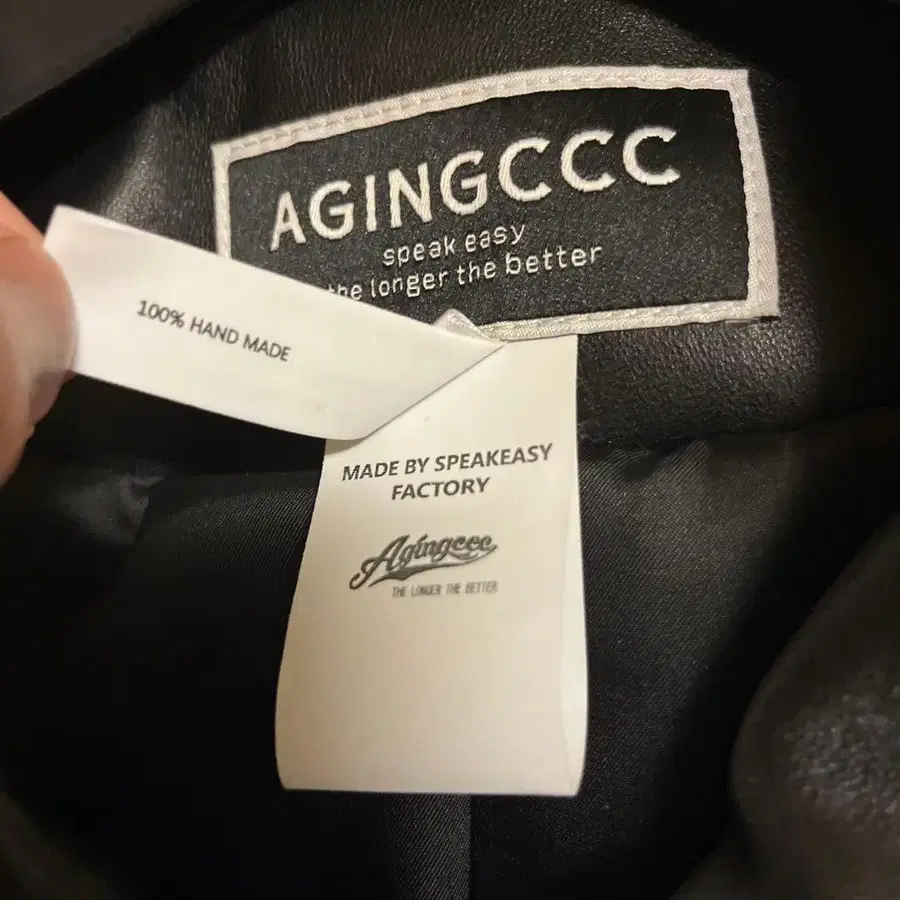 AGINGCCC
speak easy
the longer the better
100% HAND MADE
MADE BY SPEAKEASY
FACTORY
Agingccc
THE LONGER THE BETTER